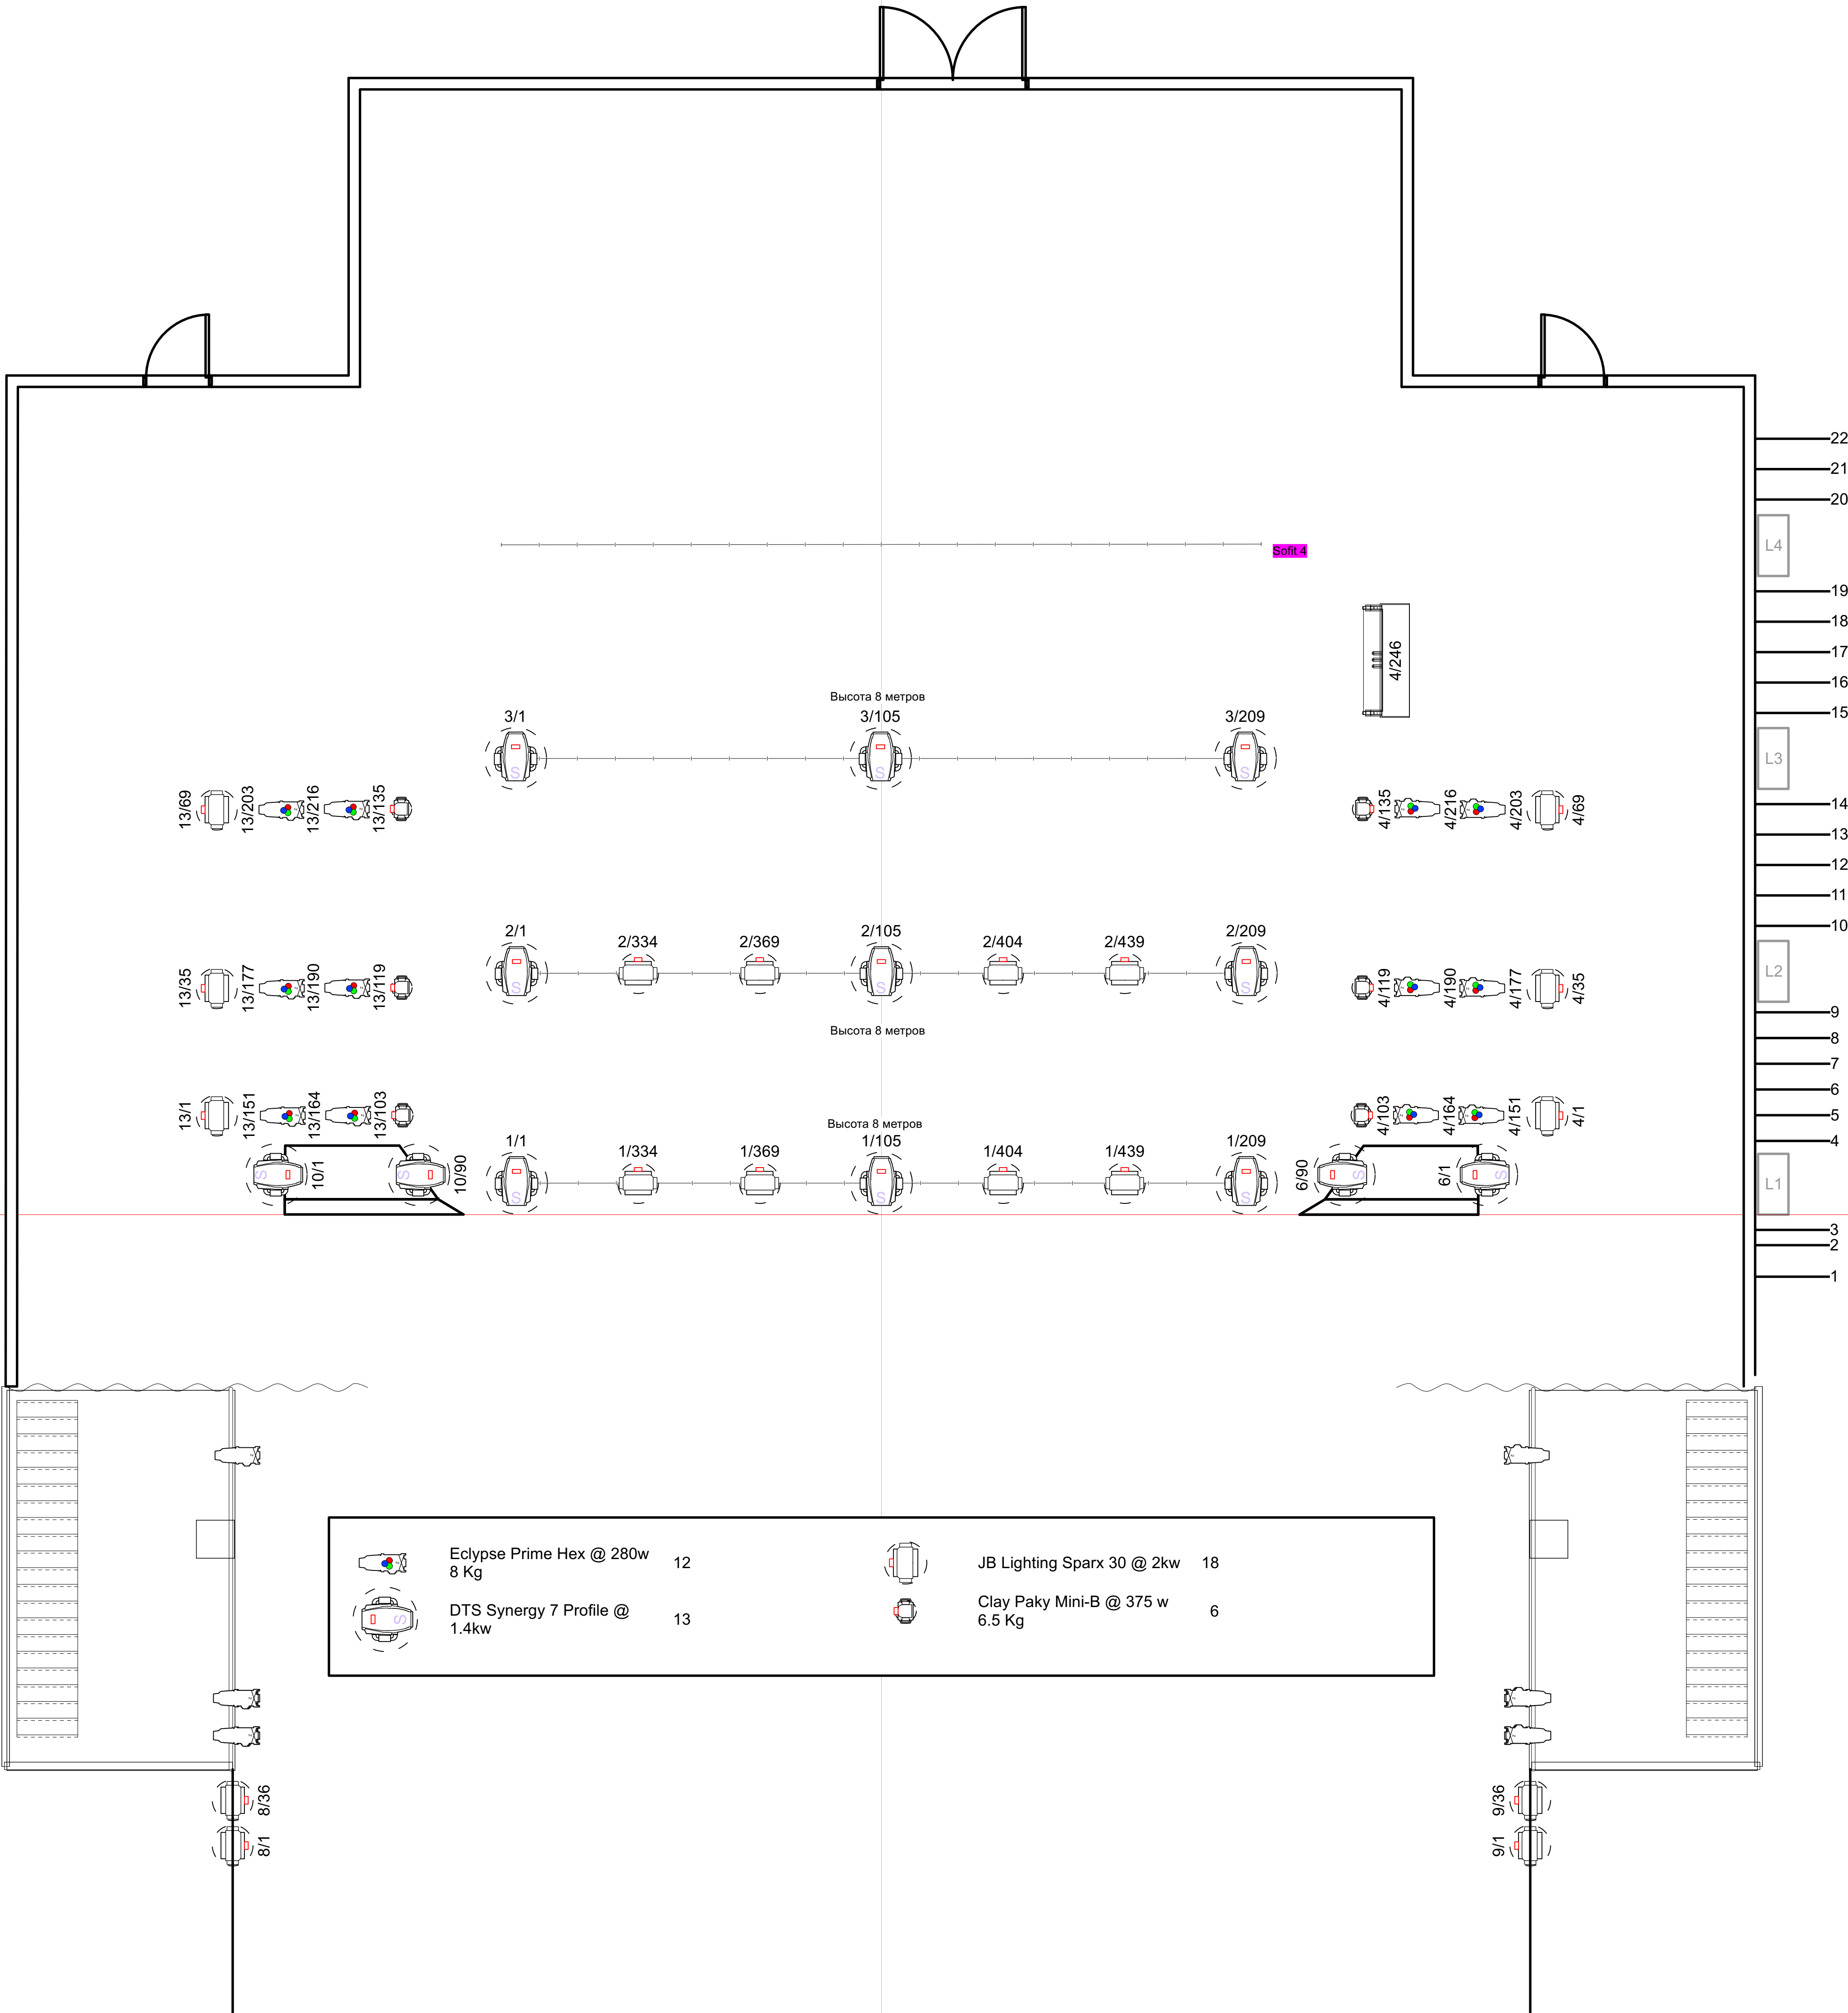 22
21
20
L4
Sofit 4
19
18
17
16
15
4/246
Высота 8 метров
3/1
3/105
3/209
S
S
S
L3
13/69
13/203
13/216
13/135
4/135
4/216
4/203
4/69
14
13
12
11
10
2/1
2/334
2/369
2/105
2/404
2/439
2/209
S
S
S
L2
13/35
13/177
13/190
13/119
4/119
4/190
4/177
4/35
9
Высота 8 метров
8
7
6
13/1
13/151
13/164
13/103
4/103
4/164
4/151
4/1
5
4
Высота 8 метров
1/1
1/334
1/369
1/105
1/404
1/439
1/209
S
10/1
S
10/90
S
S
S
6/90
S
6/1
S
L1
3
2
1
Eclypse Prime Hex @ 280w
8 Kg
12
JB Lighting Sparx 30 @ 2kw
18
S
DTS Synergy 7 Profile @
1.4kw
13
Clay Paky Mini-B @ 375 w
6.5 Kg
6
8/36
9/36
8/1
9/1